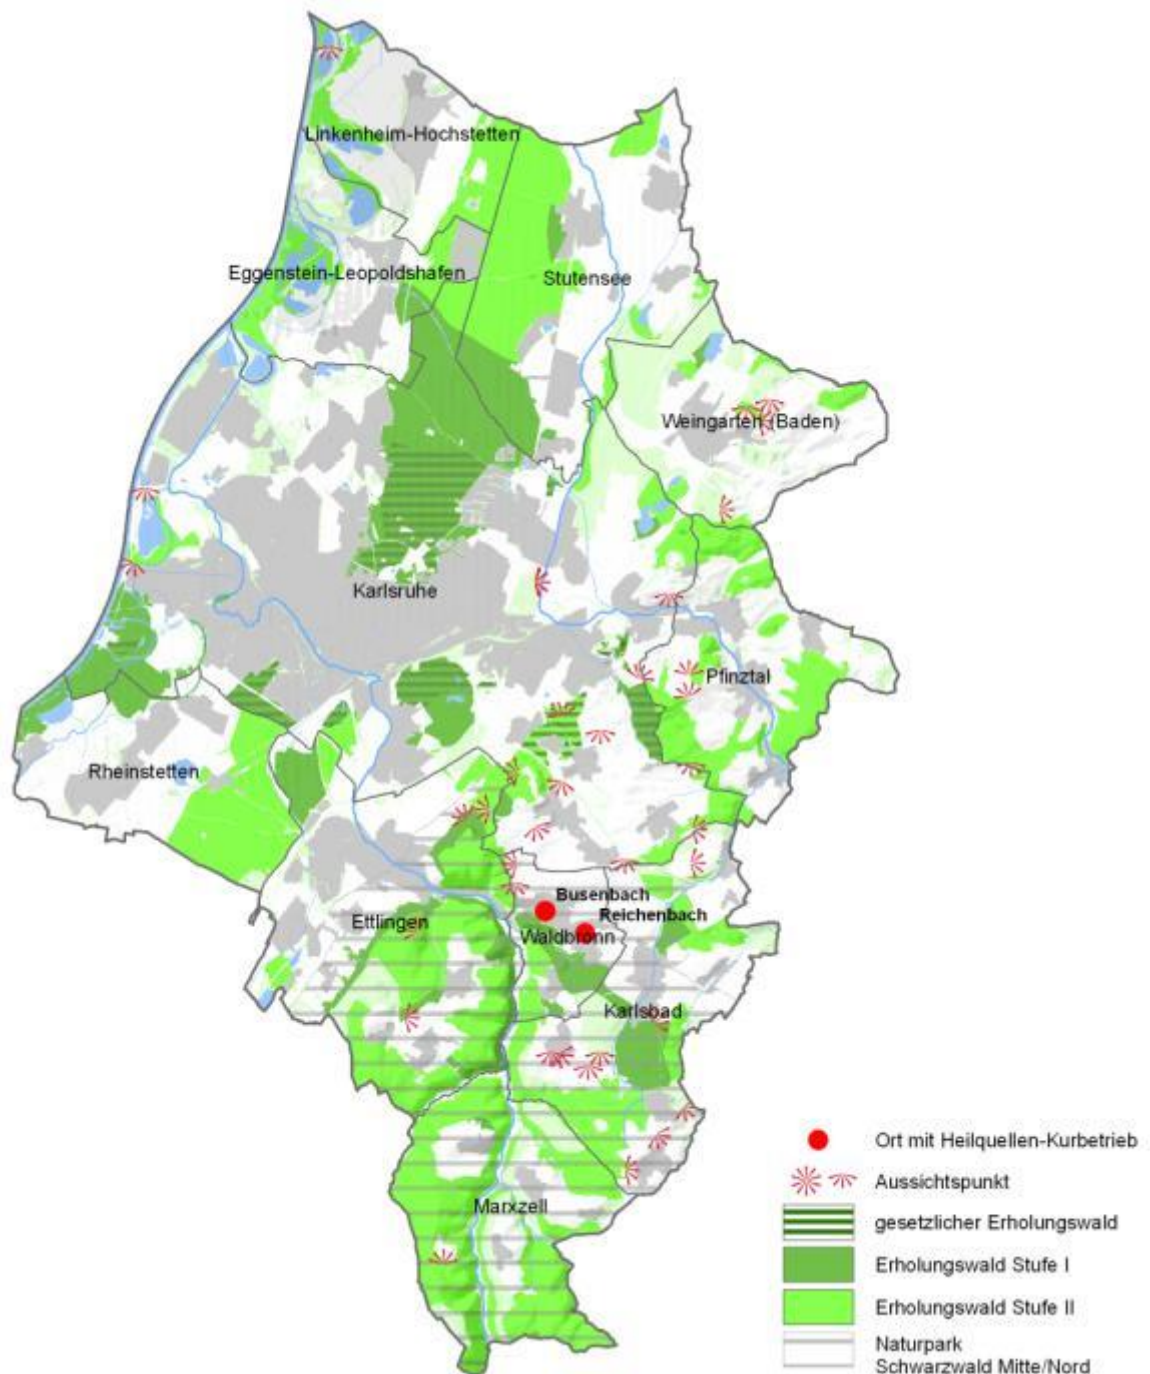 Linkenheim-Hochstetten
Eggenstein-Leopoldshafen
Stutensee
Weingarten (Baden)
Karlsruhe
Pfinztal
Rheinstetten
Busenbach
Reichenbach
Ettlingen
Waldbronn
Karlsbad
Marxzell
Ort mit Heilquellen-Kurbetrieb
Aussichtspunkt
gesetzlicher Erholungswald
Erholungswald Stufe I
Erholungswald Stufe II
Naturpark
Schwarzwald Mitte/Nord